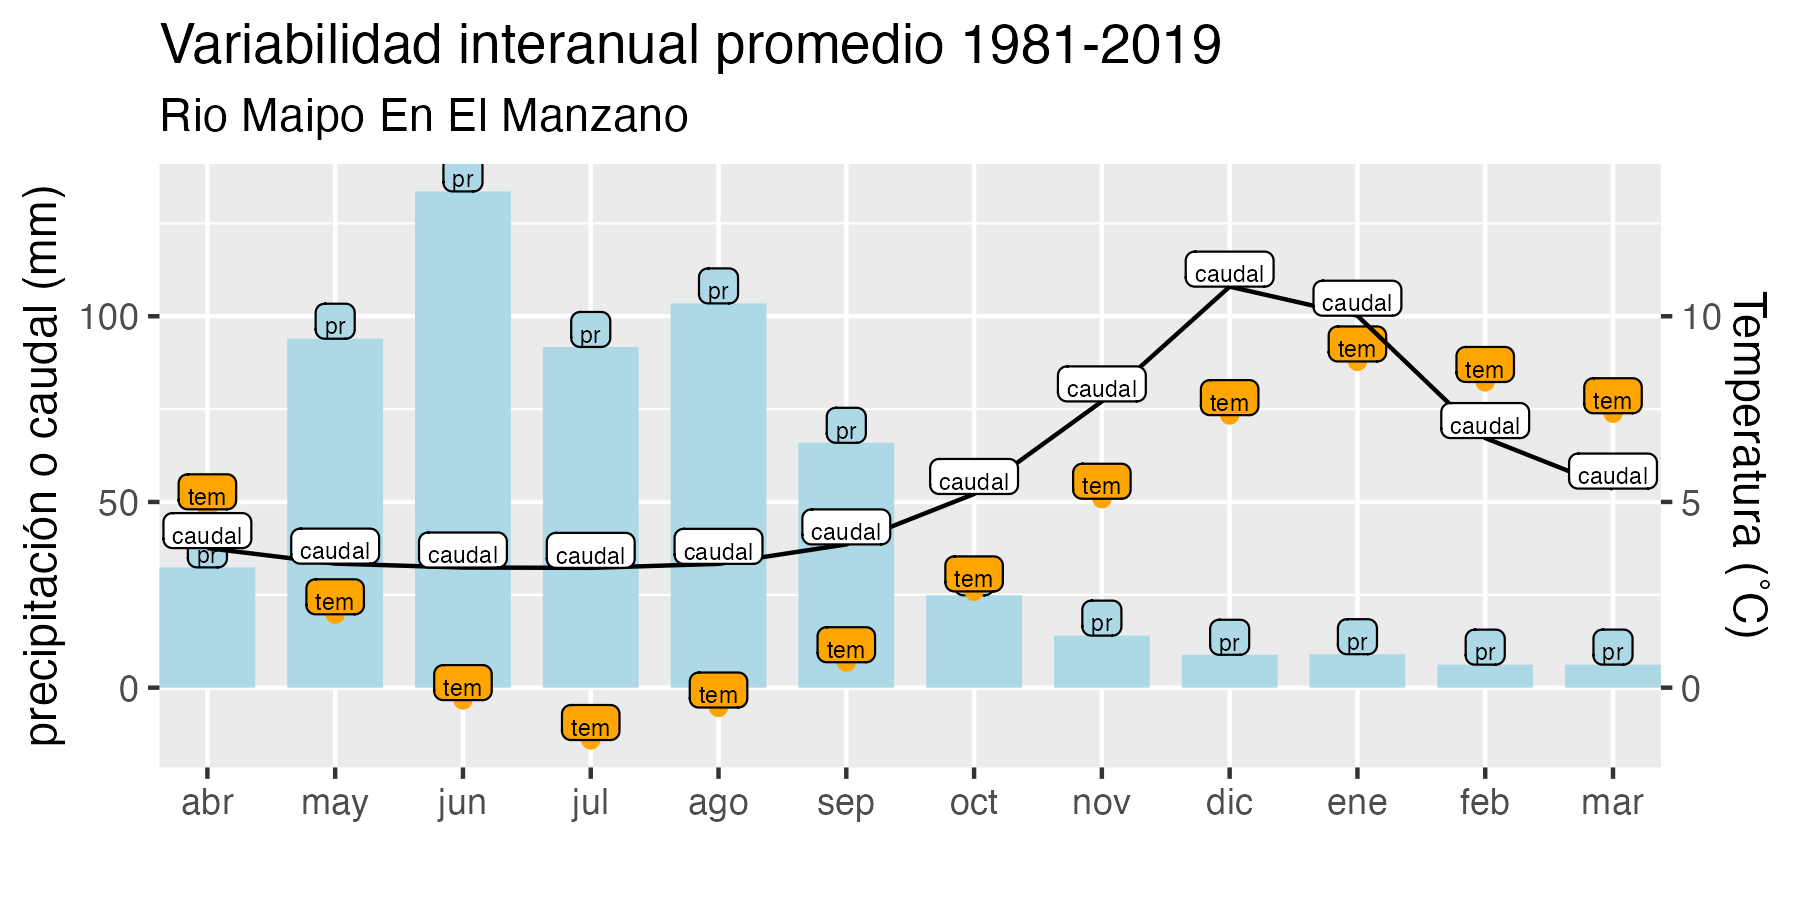 Variabilidad interanual promedio 1981-2019
Rio Maipo En El Manzano
precipitación o caudal (mm)
100
50
0
pr
pr
pr
pr
pr
pr
pr
pr
pr
pr
pr
tem
tem
tem
tem
tem
tem
tem
tem
tem
tem
tem
tem
caudal
caudal
caudal
caudal
caudal
caudal
caudal
caudal
caudal
caudal
caudal
caudal
10
5
0
Temperatura (°C)
abr may jun jul ago sep oct nov dic ene feb mar